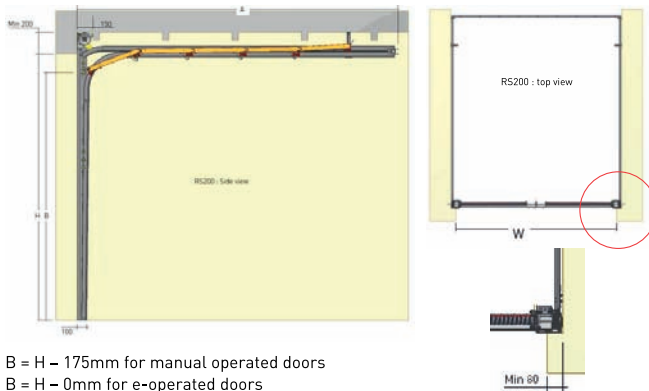 A
Min 200
150
RS200 : top view
RS200 : Side view
H B
W
100
Min 80
B = H – 175mm for manual operated doors
B = H – 0mm for e-operated doors